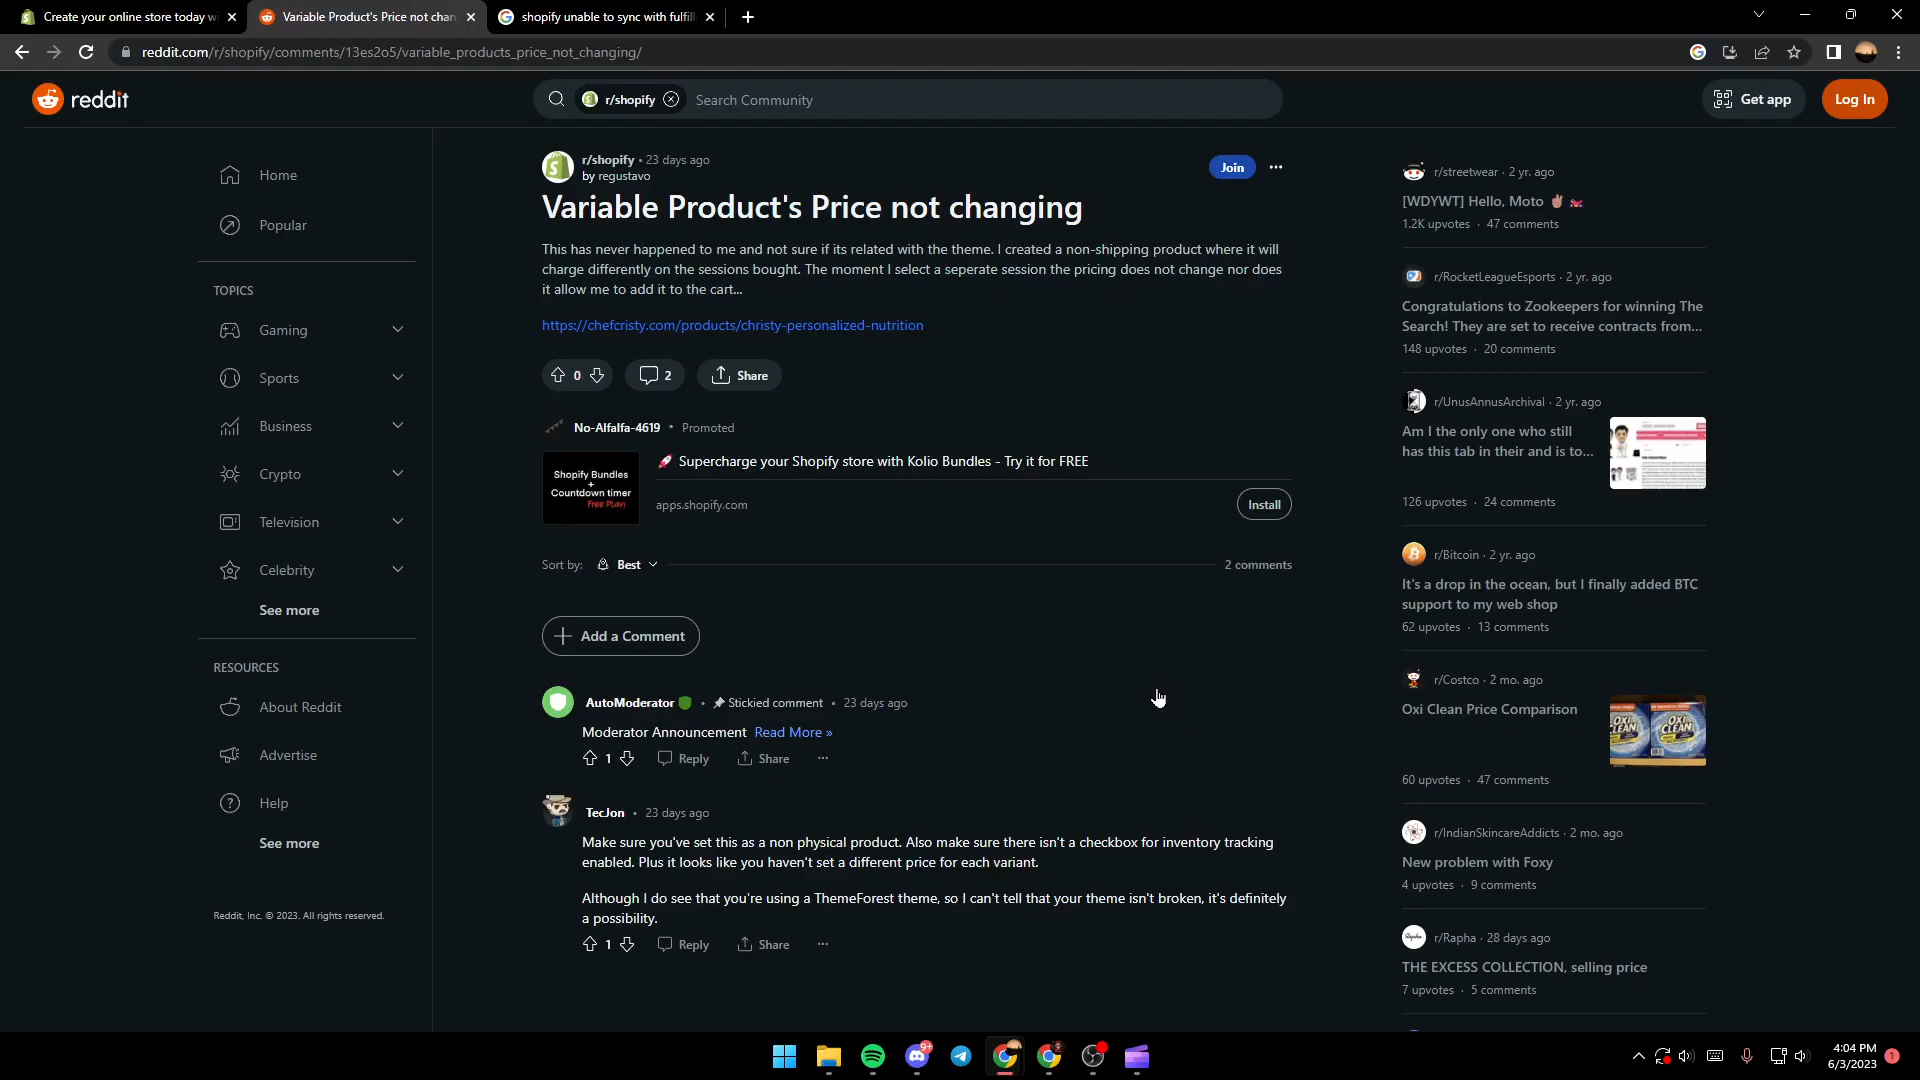 Create your online store today w
Variable Product's Price not chan
shopify unable to sync with fulfill
reddit.com/r/shopify/comments/13es2o5/variable_products_price_not_changing/
reddit
r/shopify
Search Community
Get app
Log In
Home
Popular
TOPICS
Gaming
Sports
Business
Crypto
Television
Celebrity
See more
RESOURCES
About Reddit
Advertise
Help
See more
Reddit, Inc. © 2023. All rights reserved.
r/shopify • 23 days ago
by regustavo
Join
Variable Product's Price not changing
This has never happened to me and not sure if its related with the theme. I created a non-shipping product where it will
charge differently on the sessions bought. The moment I select a seperate session the pricing does not change nor does
it allow me to add it to the cart...
https://chefcristy.com/products/christy-personalized-nutrition
0
2
Share
No-Alfalfa-4619 • Promoted
🚀 Supercharge your Shopify store with Kolio Bundles - Try it for FREE
Shopify Bundles
+
Countdown timer
Free Plan
apps.shopify.com
Install
Sort by: Best
2 comments
Add a Comment
AutoModerator • Stickied comment • 23 days ago
Moderator Announcement Read More »
1 Reply Share
TecJon • 23 days ago
Make sure you've set this as a non physical product. Also make sure there isn't a checkbox for inventory tracking
enabled. Plus it looks like you haven't set a different price for each variant.
Although I do see that you're using a ThemeForest theme, so I can't tell that your theme isn't broken, it's definitely
a possibility.
1 Reply Share
r/streetwear · 2 yr. ago
[WDYWT] Hello, Moto
1.2K upvotes · 47 comments
r/RocketLeagueEsports · 2 yr. ago
Congratulations to Zookeepers for winning The
Search! They are set to receive contracts from...
148 upvotes · 20 comments
r/UnusAnnusArchival · 2 yr. ago
Am I the only one who still
has this tab in their and is to...
126 upvotes · 24 comments
r/Bitcoin · 2 yr. ago
It's a drop in the ocean, but I finally added BTC
support to my web shop
62 upvotes · 13 comments
r/Costco · 2 mo. ago
Oxi Clean Price Comparison
OXI
CLEAN
OXI
CLEAN
60 upvotes · 47 comments
r/IndianSkincareAddicts · 2 mo. ago
New problem with Foxy
4 upvotes · 9 comments
r/Rapha · 28 days ago
THE EXCESS COLLECTION, selling price
7 upvotes · 5 comments
9+
4:04 PM
6/3/2023
1